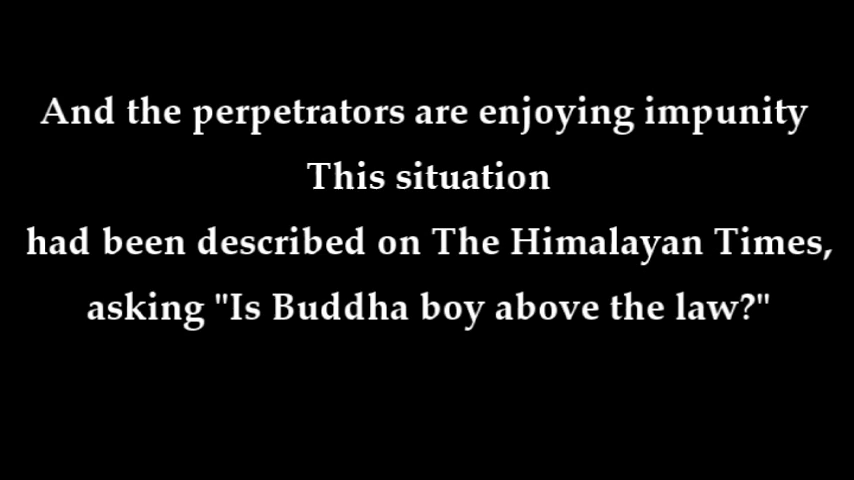 And the perpetrators are enjoying impunity
This situation
had been described on The Himalayan Times,
asking "Is Buddha boy above the law?"